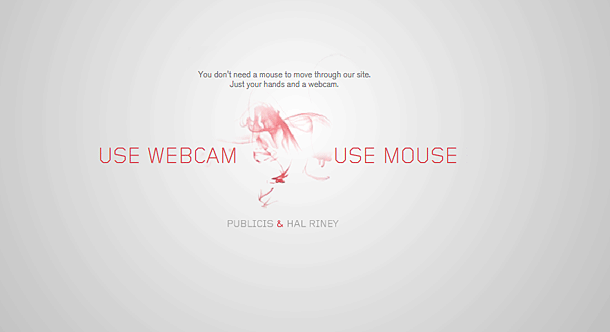 You don't need a mouse to move through our site.
Just your hands and a webcam.
USE WEBCAM
USE MOUSE
PUBLICIS & HAL RINEY